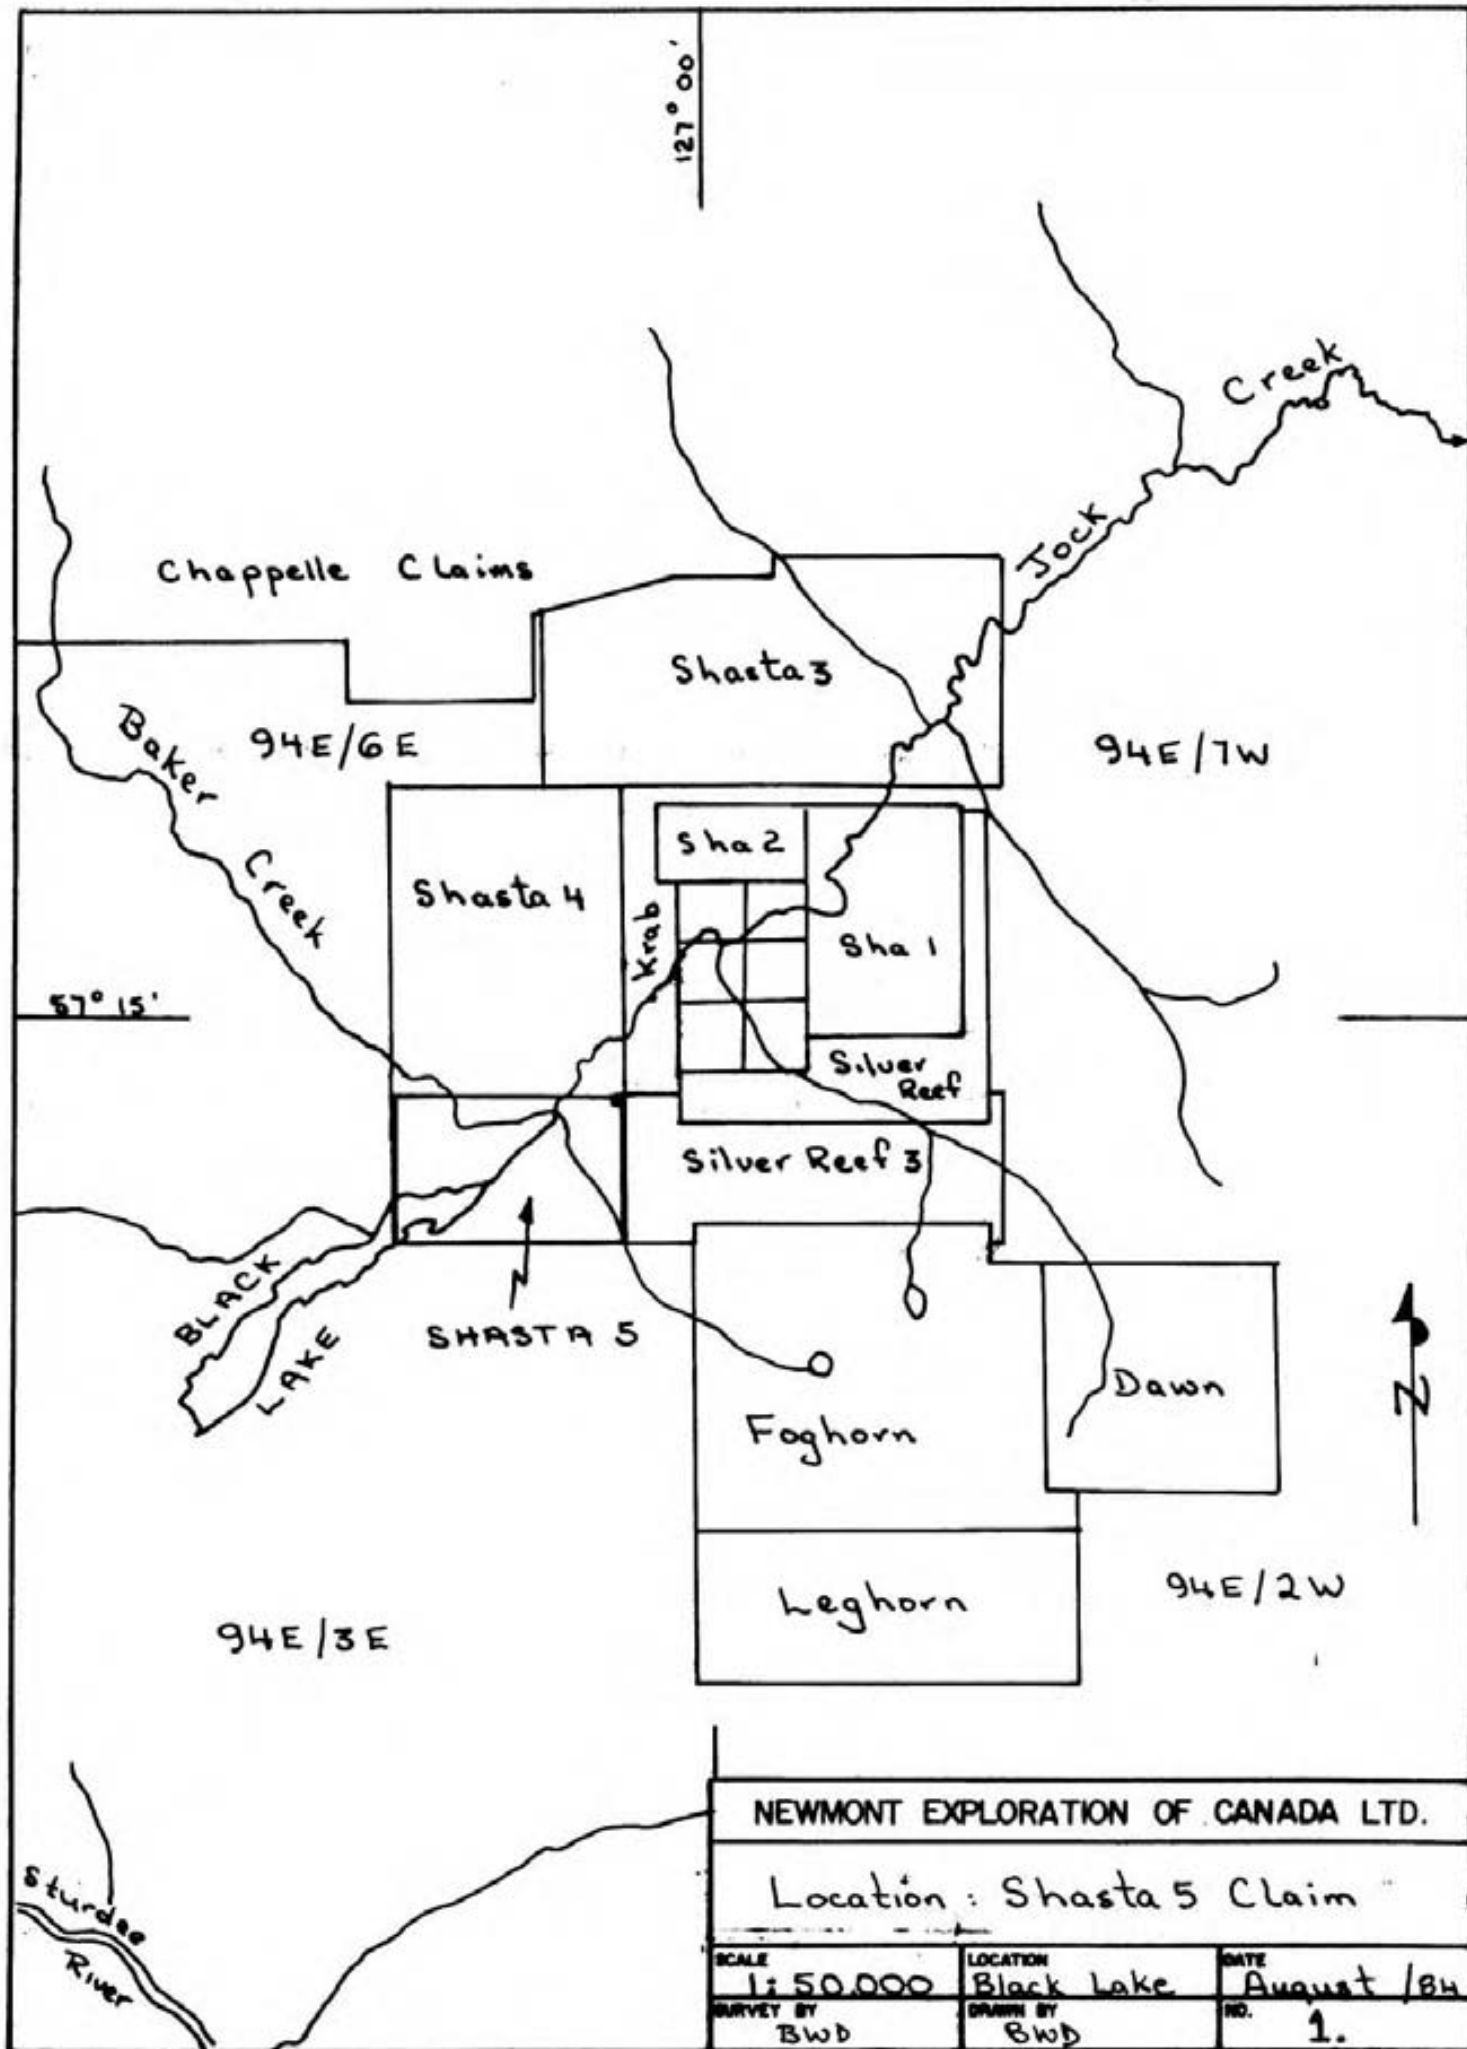 127° 00'
Creek
Jock
Chappelle Claims
Shasta 3
Baker
Creek
94E/6E
94E/7W
Sha 2
Shasta 4
Krab
Sha 1
57° 15'
Silver
Reef
Silver Reef 3
BLACK
LAKE
SHASTA 5
N
Dawn
Foghorn
Leghorn
94E/2W
94E/3E
Sturdee
River
NEWMONT EXPLORATION OF CANADA LTD.
Location : Shasta 5 Claim
SCALE
1:50.000
LOCATION
Black Lake
DATE
August /84
SURVEY BY
BWD
DRAWN BY
BWD
NO.
1.